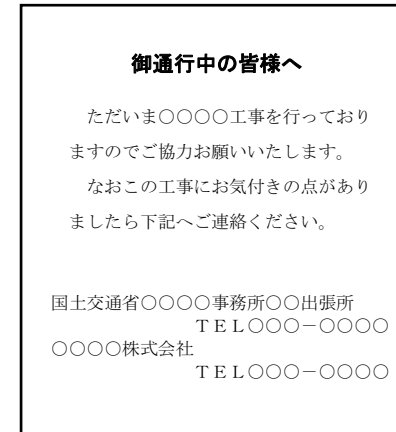 御通行中の皆様へ
ただいま○○○○工事を行っており
ますのでご協力お願いいたします。
なおこの工事にお気付きの点があり
ましたら下記へご連絡ください。
国土交通省○○○○事務所○○出張所
ＴＥＬ○○○－○○○○
○○○○株式会社
ＴＥＬ○○○－○○○○